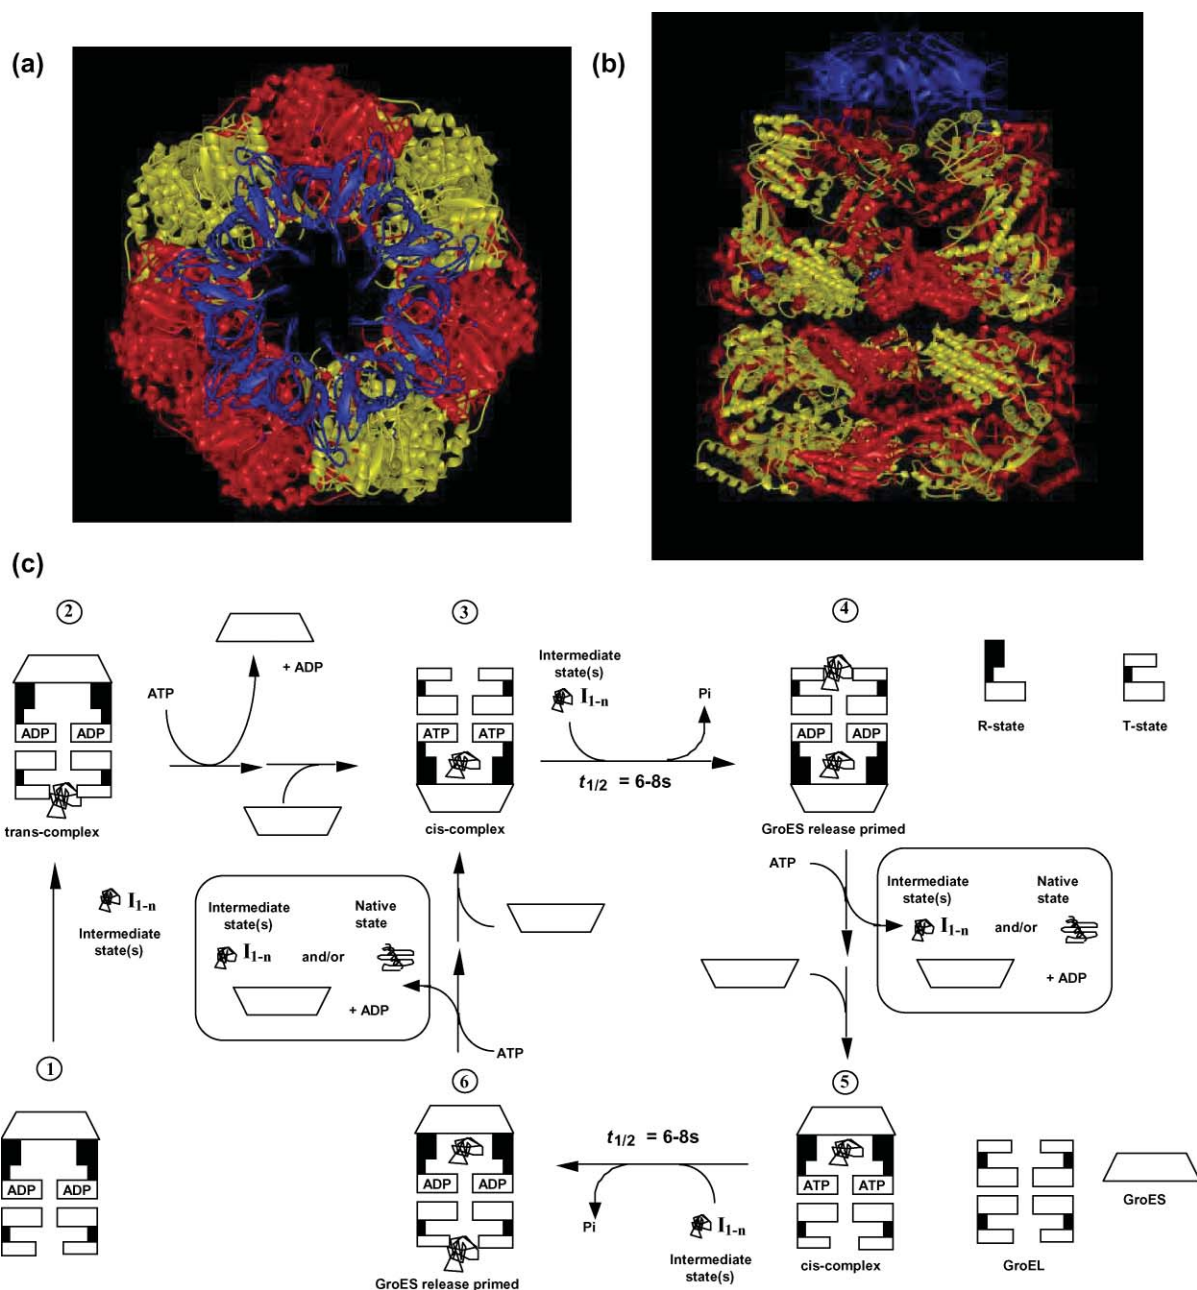 (a)
(b)
(c)
2
3
4
+ ADP
ATP
ADP ADP
trans-complex
ATP ATP
cis-complex
Intermediate
state(s)
I1-n
Pi
t1/2 = 6-8s
ADP ADP
GroES release primed
R-state
T-state
I1-n
Intermediate
state(s)
Intermediate
state(s)
Native
state
I1-n
and/or
+ ADP
ATP
ATP
Intermediate
state(s)
Native
state
I1-n
and/or
+ ADP
1
6
5
ADP ADP
ADP ADP
GroES release primed
t1/2 = 6-8s
Pi
I1-n
Intermediate
state(s)
ATP ATP
cis-complex
GroEL
GroES